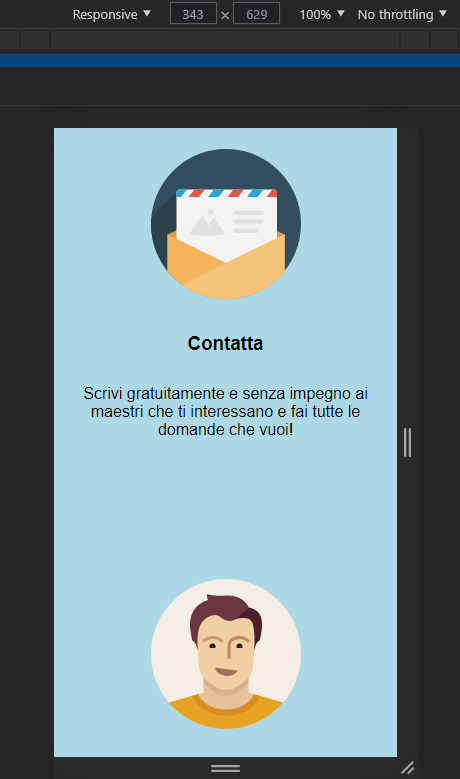 Responsive ▼ 343 × 629 100% ▼ No throttling ▼
Contatta
Scrivi gratuitamente e senza impegno ai
maestri che ti interessano e fai tutte le
domande che vuoi!